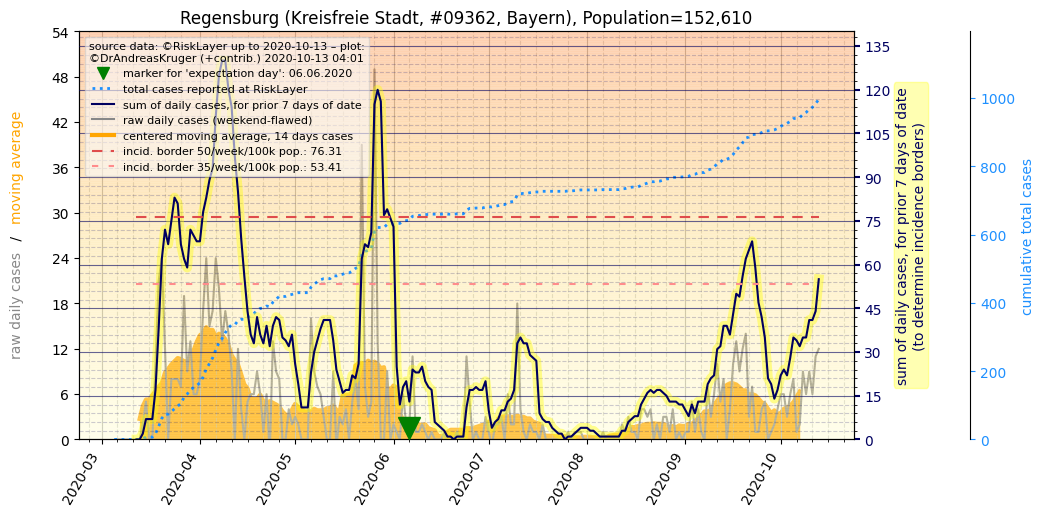 Regensburg (Kreisfreie Stadt, #09362, Bayern), Population=152,610
source data: ©RiskLayer up to 2020-10-13 – plot:
©DrAndreasKruger (+contrib.) 2020-10-13 04:01
marker for 'expectation day': 06.06.2020
total cases reported at RiskLayer
sum of daily cases, for prior 7 days of date
raw daily cases (weekend-flawed)
centered moving average, 14 days cases
incid. border 50/week/100k pop.: 76.31
incid. border 35/week/100k pop.: 53.41
raw daily cases / moving average
54
48
42
36
30
24
18
12
6
0
2020-03
2020-04
2020-05
2020-06
2020-07
2020-08
2020-09
2020-10
135
120
105
90
75
60
45
30
15
0
sum of daily cases, for prior 7 days of date
(to determine incidence borders)
1000
800
600
400
200
0
cumulative total cases